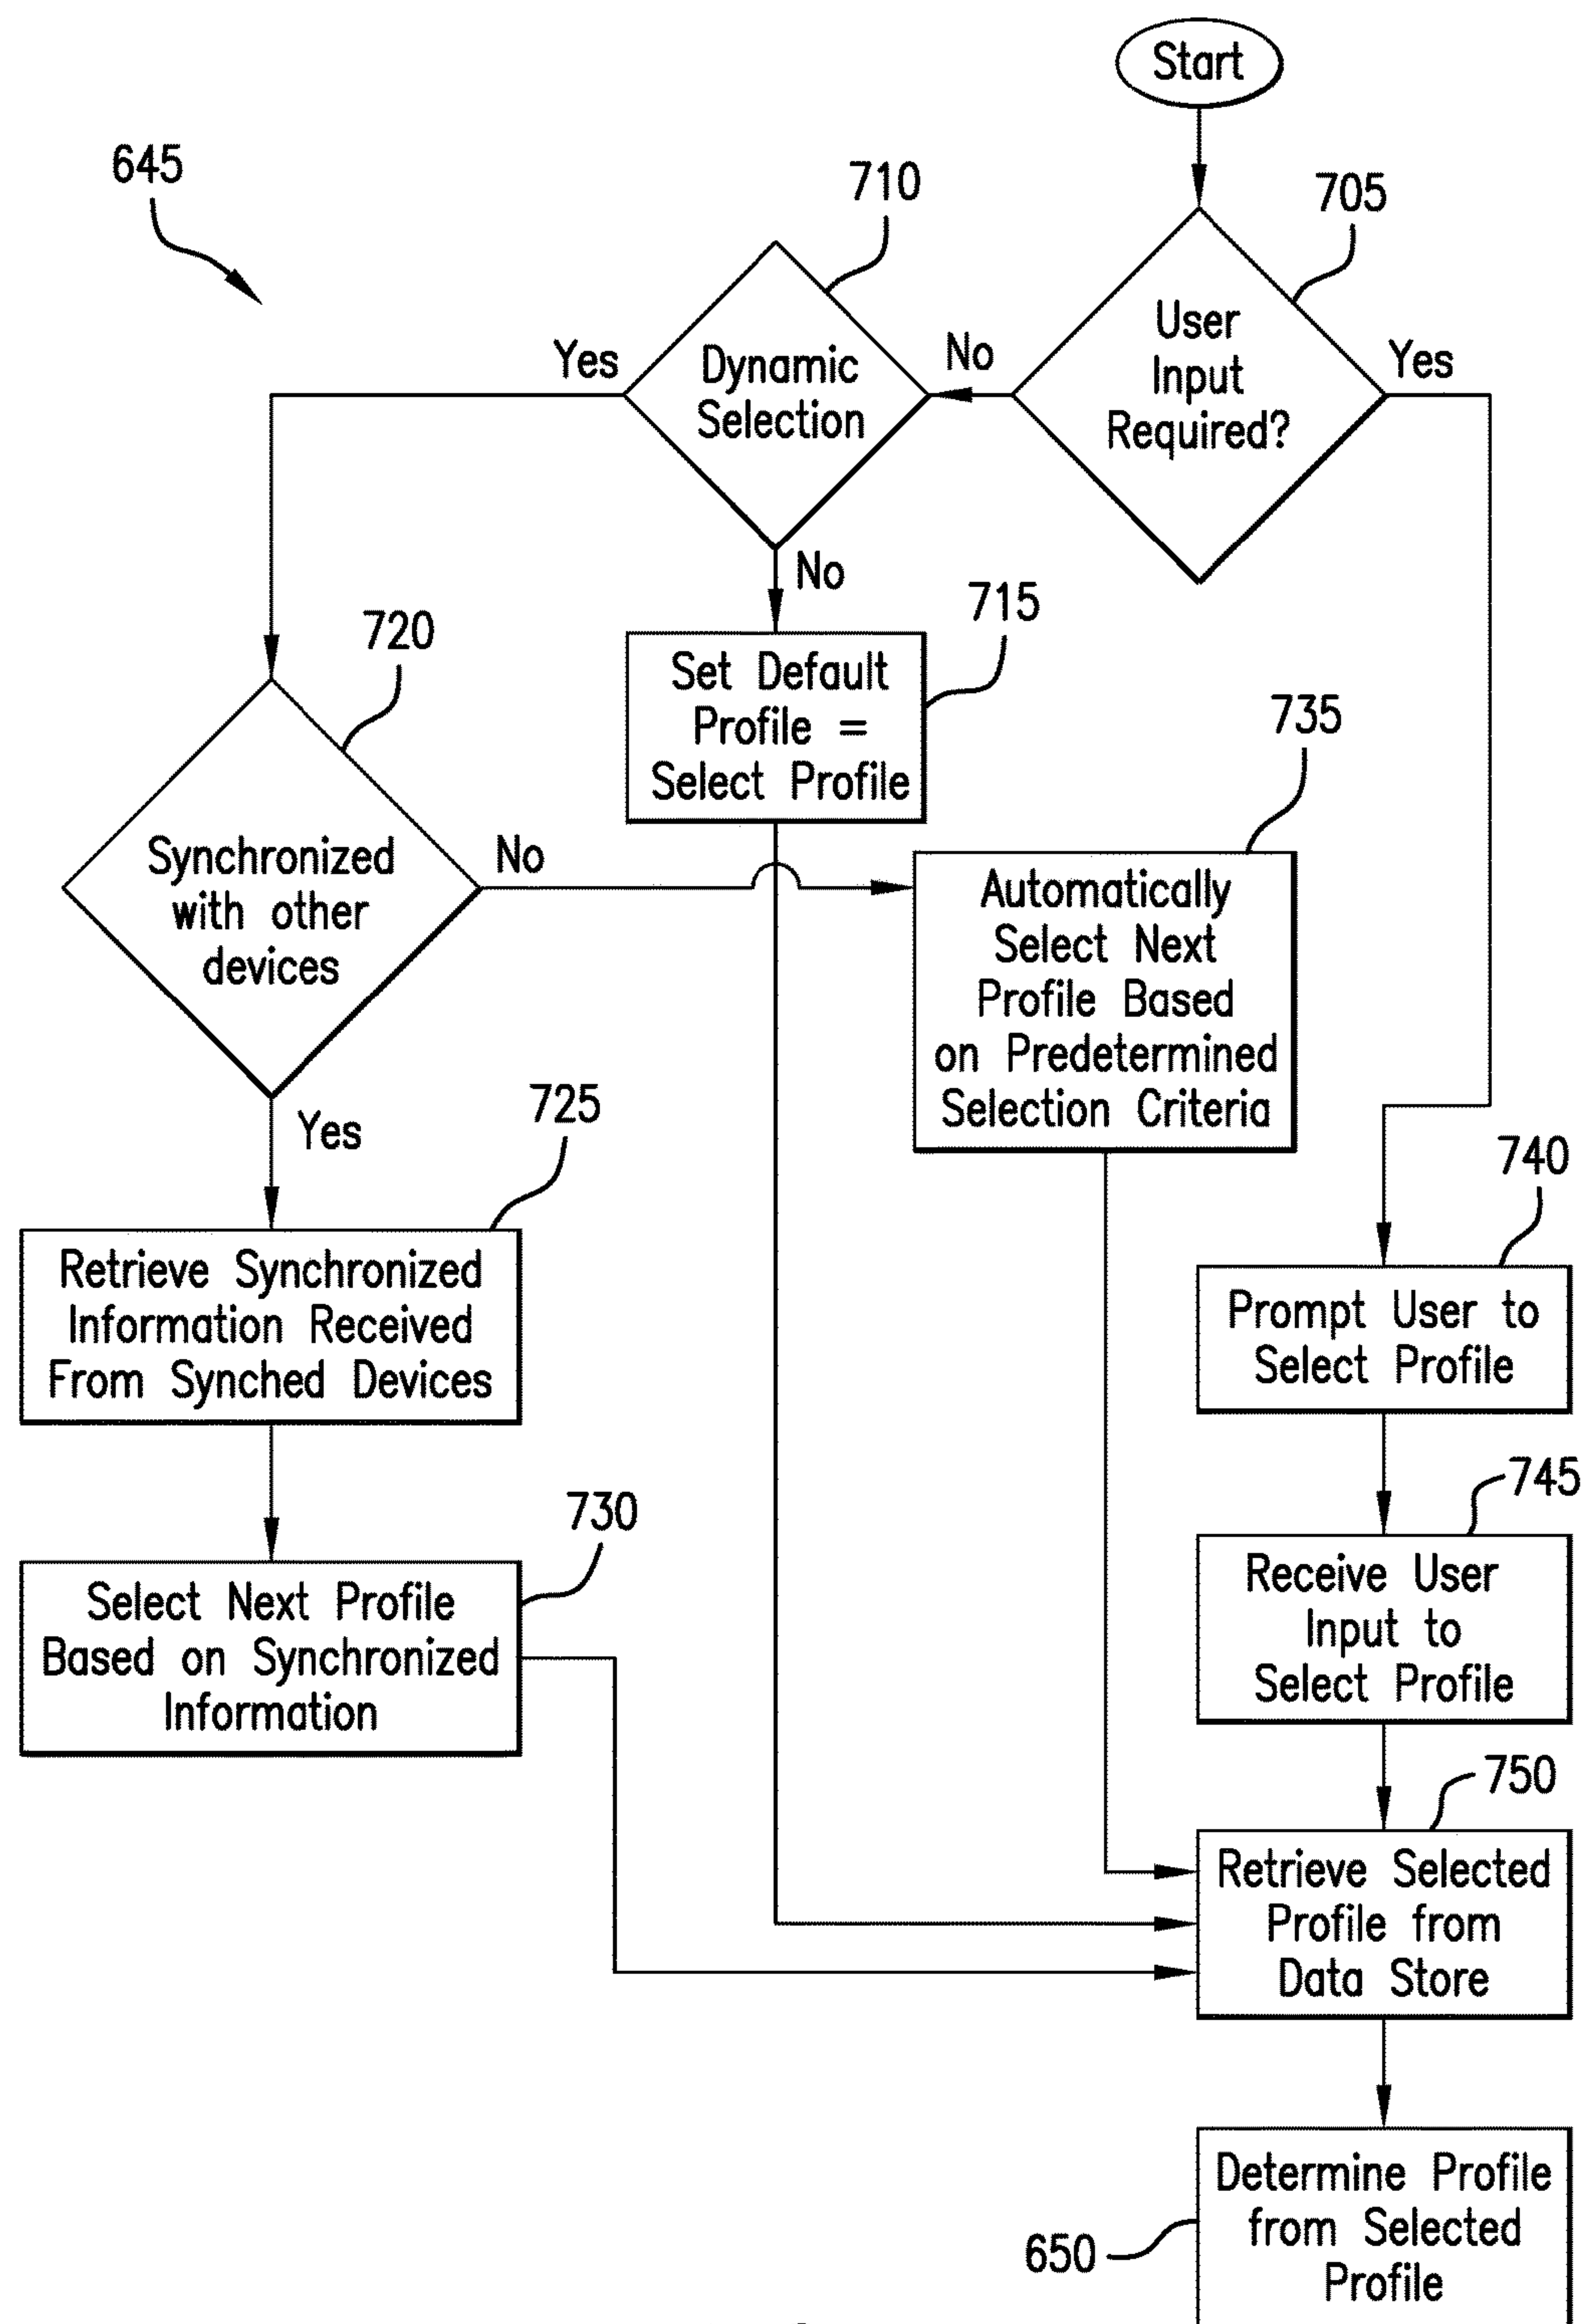 Start
645
710
705
User
Input
Required?
Yes
No
Dynamic
Selection
Yes
No
720
715
Set Default
Profile =
Select Profile
735
Synchronized
with other
devices
No
Automatically
Select Next
Profile Based
on Predetermined
Selection Criteria
Yes
725
740
Retrieve Synchronized
Information Received
From Synched Devices
Prompt User to
Select Profile
745
730
Select Next Profile
Based on Synchronized
Information
Receive User
Input to
Select Profile
750
Retrieve Selected
Profile from
Data Store
Determine Profile
from Selected
Profile
650